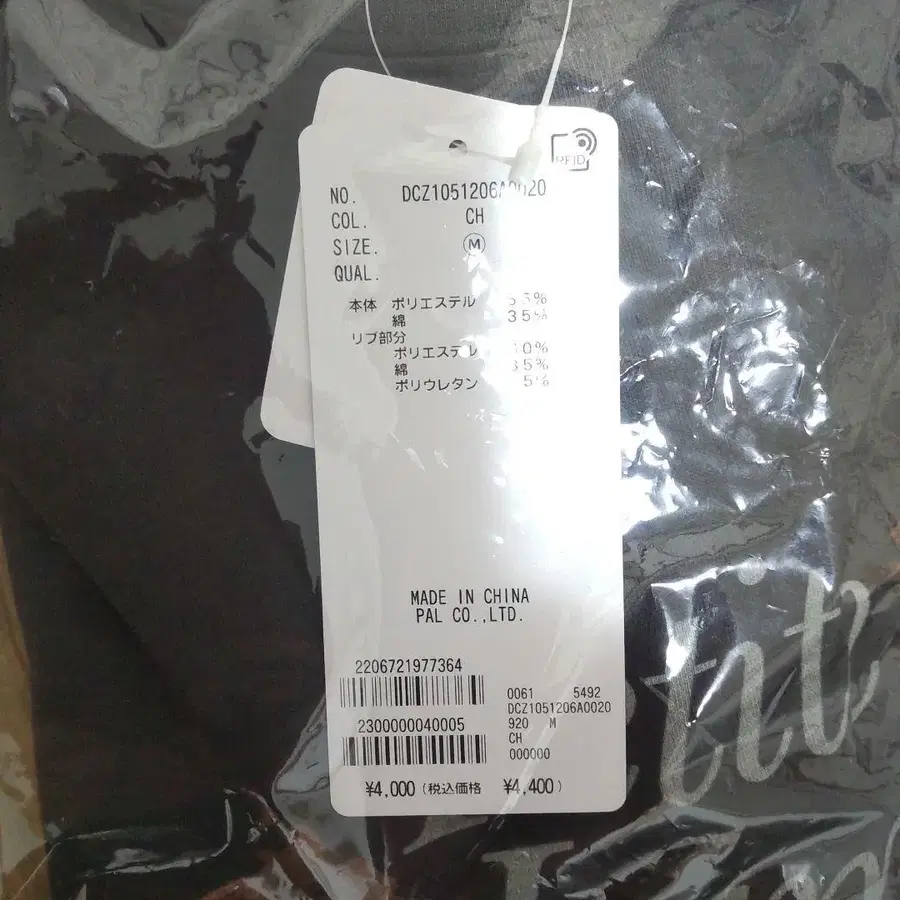 RFID
NO. DCZ1051206A0020
COL. CH
SIZE. M
QUAL.
本体 ポリエステル
綿 35%
リブ部分
ポリエステル
綿
ポリウレタン 5%
MADE IN CHINA
PAL CO.,LTD.
2206721977364
2300000040005
0061 5492
DCZ1051206A0020
920 M
CH
000000
¥4,000 (税込価格 ¥4,400)